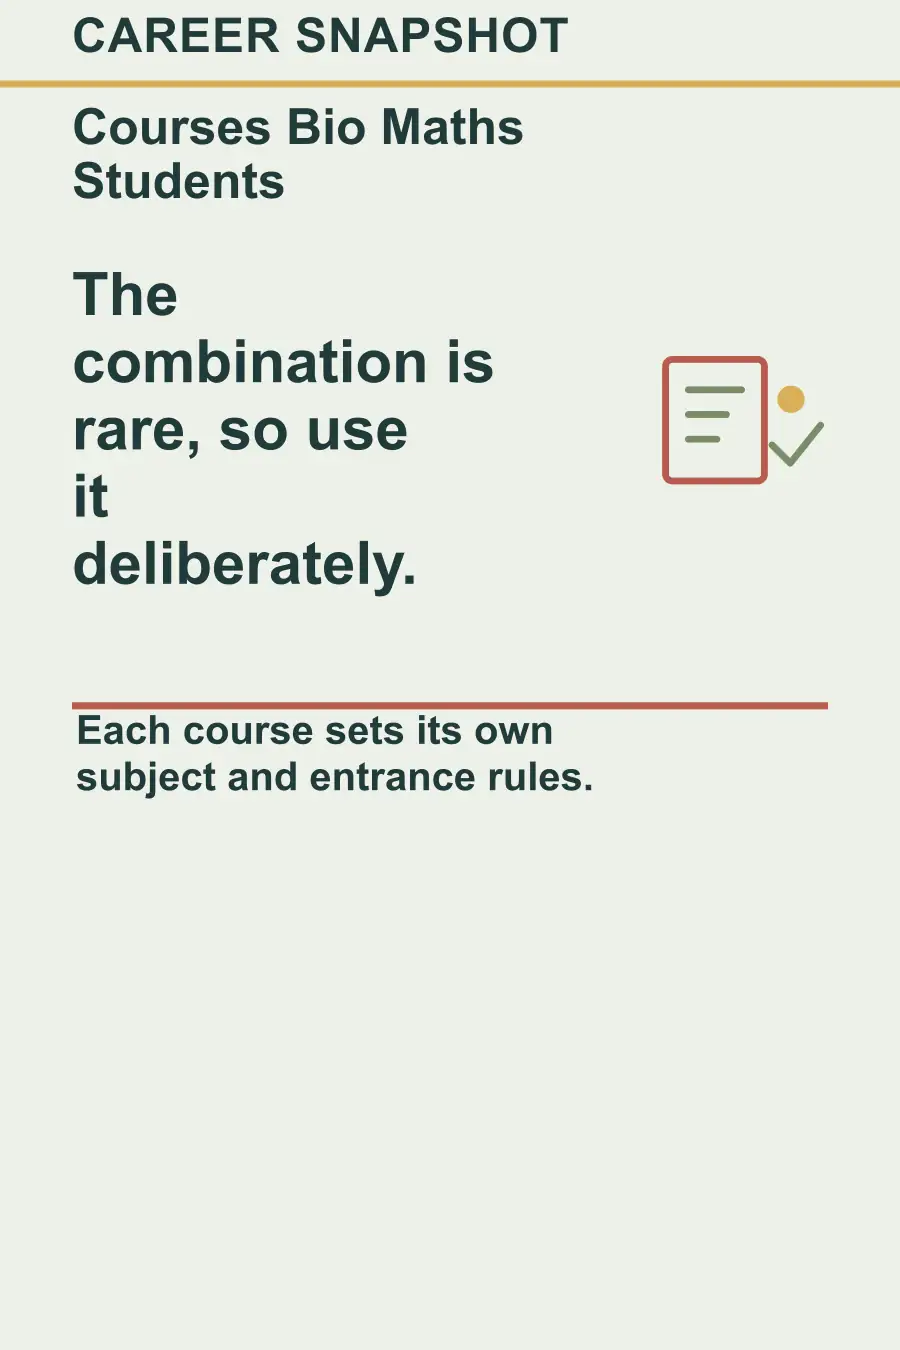 CAREER SNAPSHOT
Courses Bio Maths
Students
The
combination is
rare, so use
it
deliberately.
Each course sets its own
subject and entrance rules.